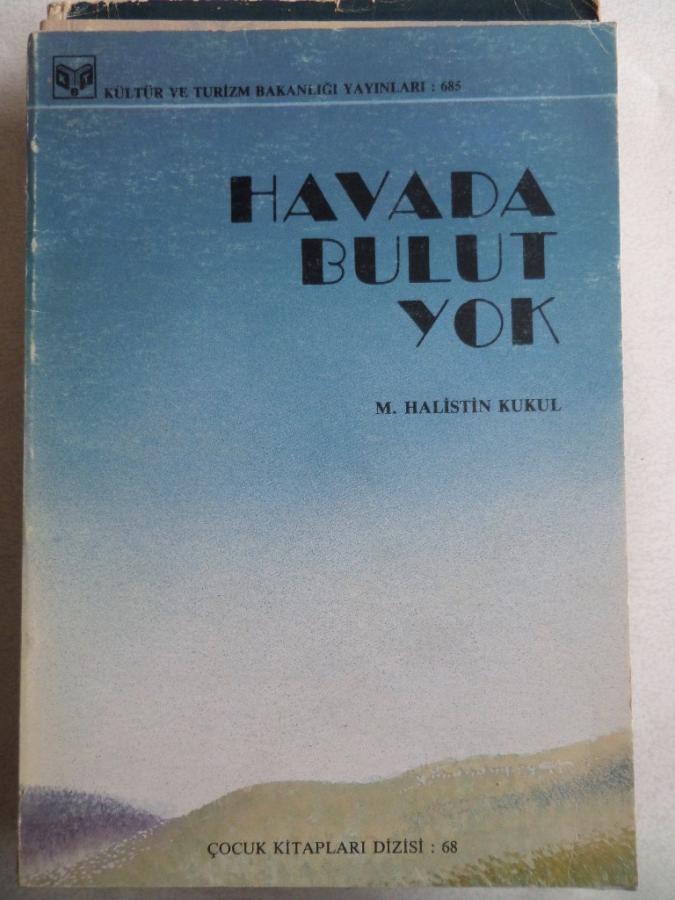 KÜLTÜR VE TURİZM BAKANLIĞI YAYINLARI : 685
HAVADA
BULUT
YOK
M. HALİSTİN KUKUL
ÇOCUK KİTAPLARI DİZİSİ : 68